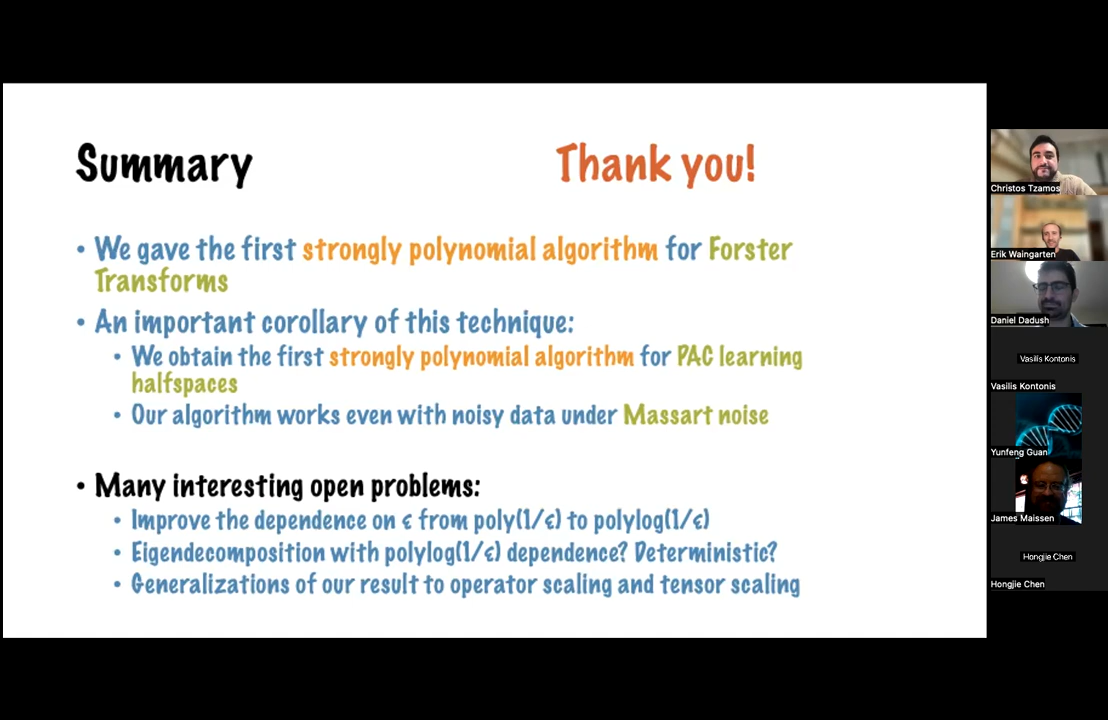 Summary
Thank you!
• We gave the first strongly polynomial algorithm for Forster
Transforms
• An important corollary of this technique:
• We obtain the first strongly polynomial algorithm for PAC learning
halfspaces
• Our algorithm works even with noisy data under Massart noise
• Many interesting open problems:
• Improve the dependence on ε from poly(1/ε) to polylog(1/ε)
• Eigendecomposition with polylog(1/ε) dependence? Deterministic?
• Generalizations of our result to operator scaling and tensor scaling
Christos Tzamos
Erik Waingarten
Daniel Dadush
Vasilis Kontonis
Vasilis Kontonis
Yunfeng Guan
James Maissen
Hongjie Chen
Hongjie Chen